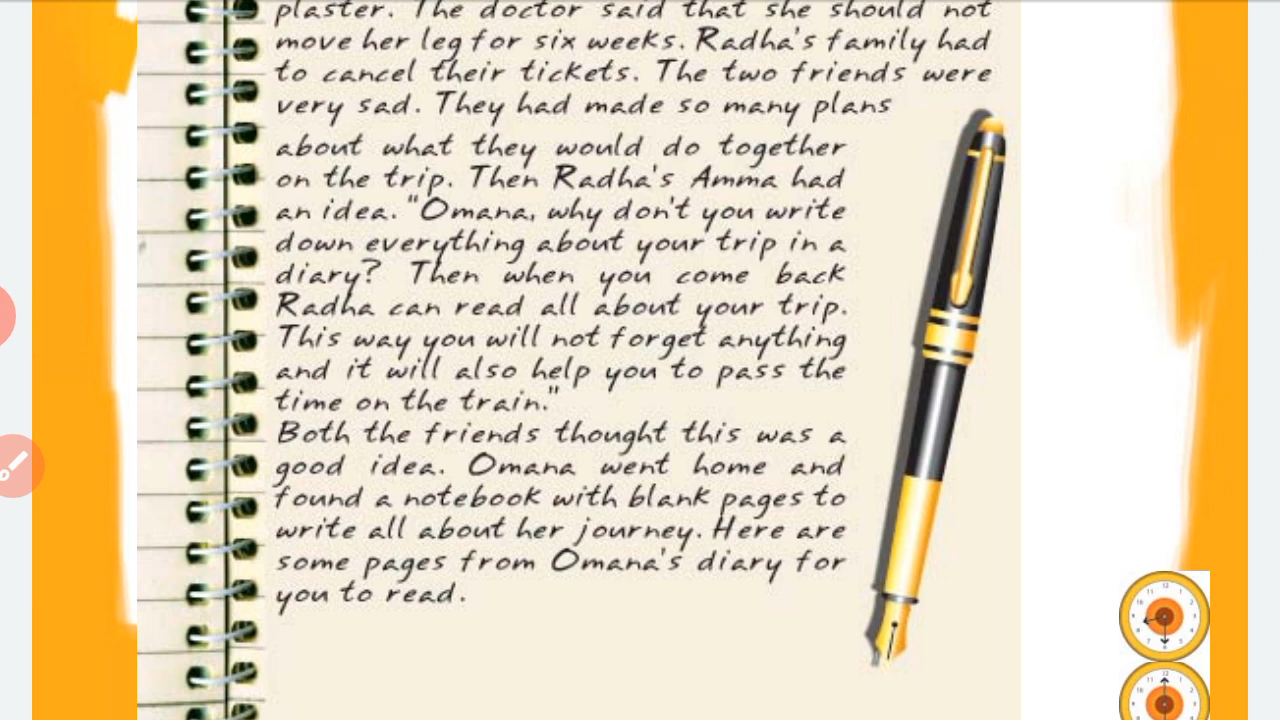 plaster. The doctor said that she should not
move her leg for six weeks. Radha's family had
to cancel their tickets. The two friends were
very sad. They had made so many plans
about what they would do together
on the trip. Then Radha's Amma had
an idea. "Omana, why don't you write
down everything about your trip in a
diary? Then when you come back
Radha can read all about your trip.
This way you will not forget anything
and it will also help you to pass the
time on the train."
Both the friends thought this was a
good idea. Omana went home and
found a notebook with blank pages to
write all about her journey. Here are
some pages from Omana's diary for
you to read.